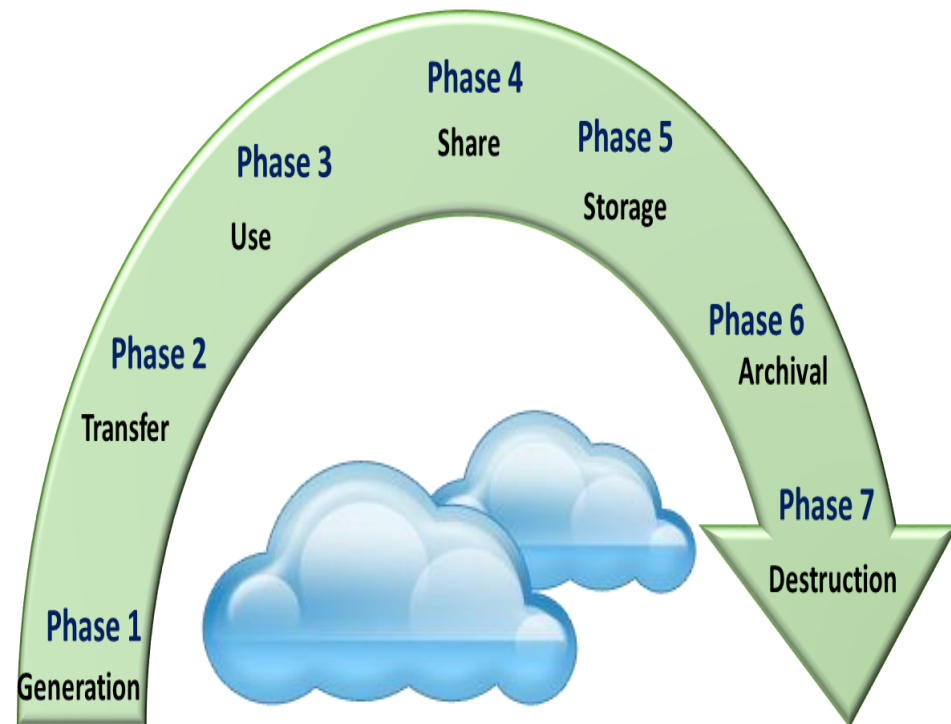 Phase 1
Generation
Phase 2
Transfer
Phase 3
Use
Phase 4
Share
Phase 5
Storage
Phase 6
Archival
Phase 7
Destruction